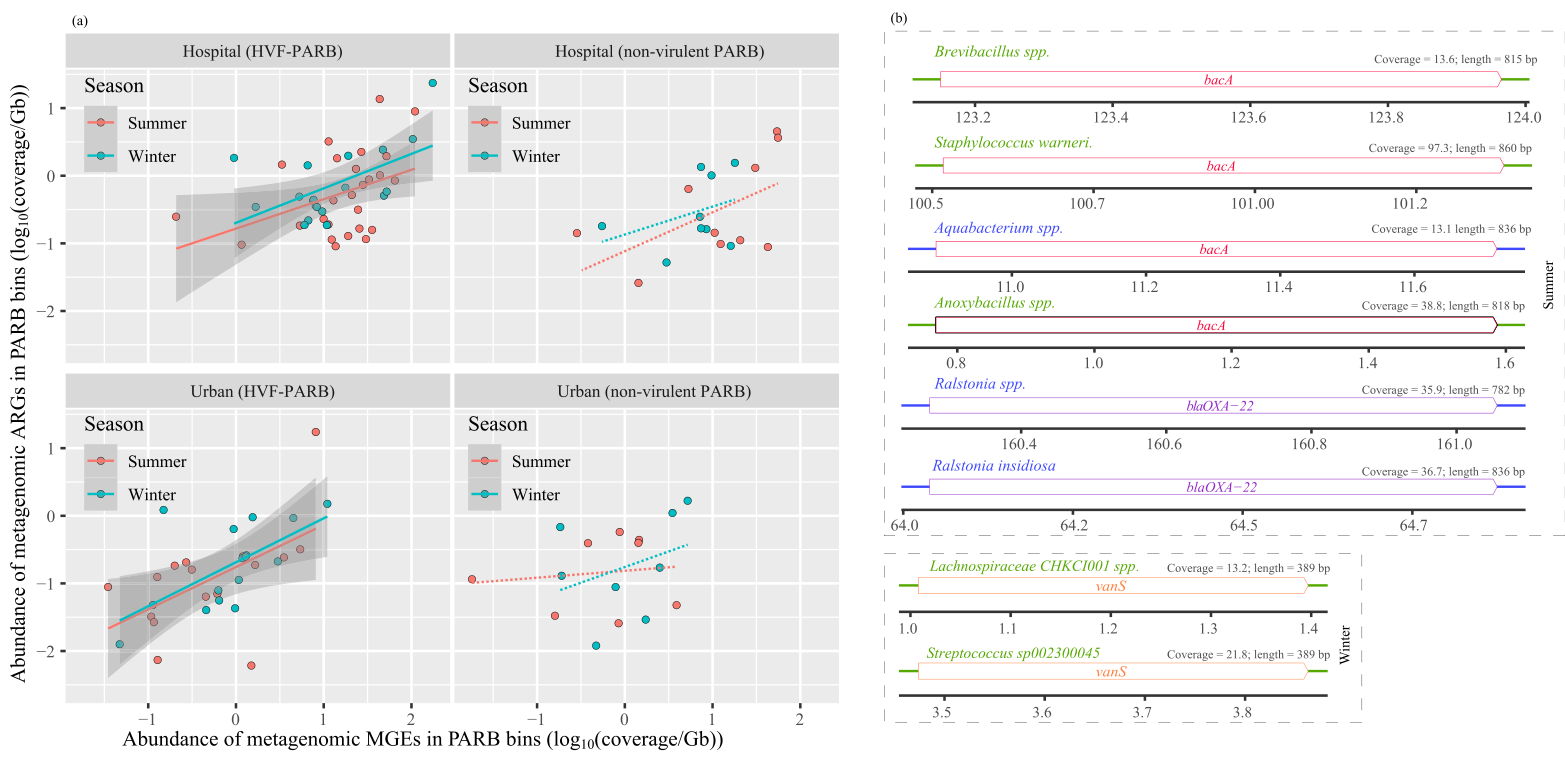 (a)
Abundance of metagenomic ARGs in PARB bins (log10(coverage/Gb))
Hospital (HVF-PARB)
Season
Summer
Winter
1
0
−1
−2
Hospital (non-virulent PARB)
Season
Summer
Winter
Urban (HVF-PARB)
Season
Summer
Winter
1
0
−1
−2
Urban (non-virulent PARB)
Season
Summer
Winter
−1 0 1 2
−1 0 1 2
Abundance of metagenomic MGEs in PARB bins (log10(coverage/Gb))
(b)
Brevibacillus spp.
Coverage = 13.6; length = 815 bp
bacA
123.2 123.4 123.6 123.8 124.0
Staphylococcus warneri.
Coverage = 97.3; length = 860 bp
bacA
100.5 100.7 101.00 101.2
Aquabacterium spp.
Coverage = 13.1 length = 836 bp
bacA
11.0 11.2 11.4 11.6
Anoxybacillus spp.
Coverage = 38.8; length = 818 bp
bacA
0.8 1.0 1.2 1.4 1.6
Ralstonia spp.
Coverage = 35.9; length = 782 bp
blaOXA−22
160.4 160.6 160.8 161.0
Ralstonia insidiosa
Coverage = 36.7; length = 836 bp
blaOXA−22
64.0 64.2 64.5 64.7
Summer
Lachnospiraceae CHKCI001 spp.
Coverage = 13.2; length = 389 bp
vanS
1.0 1.1 1.2 1.3 1.4
Streptococcus sp002300045
Coverage = 21.8; length = 389 bp
vanS
3.5 3.6 3.7 3.8
Winter